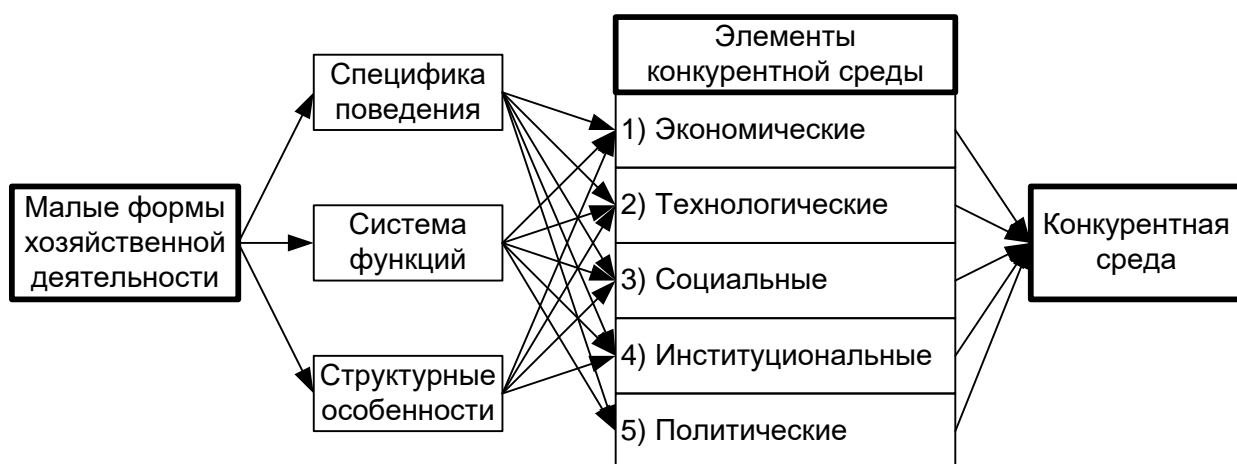 Малые формы
хозяйственной
деятельности
Специфика
поведения
Система
функций
Структурные
особенности
Элементы
конкурентной среды
1) Экономические
2) Технологические
3) Социальные
4) Институциональные
5) Политические
Конкурентная
среда